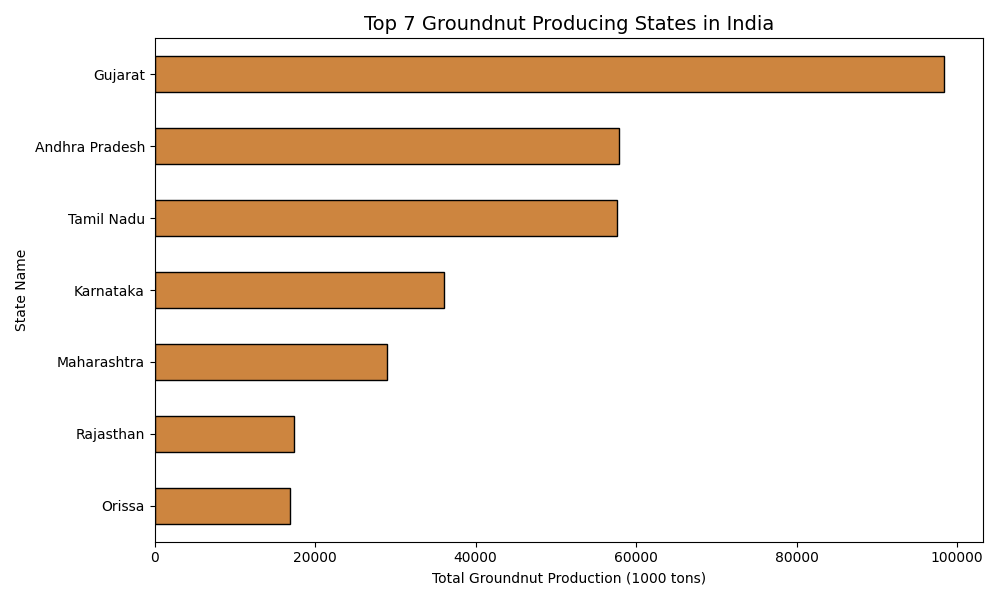 Top 7 Groundnut Producing States in India
State Name
Gujarat
Andhra Pradesh
Tamil Nadu
Karnataka
Maharashtra
Rajasthan
Orissa
0 20000 40000 60000 80000 100000
Total Groundnut Production (1000 tons)